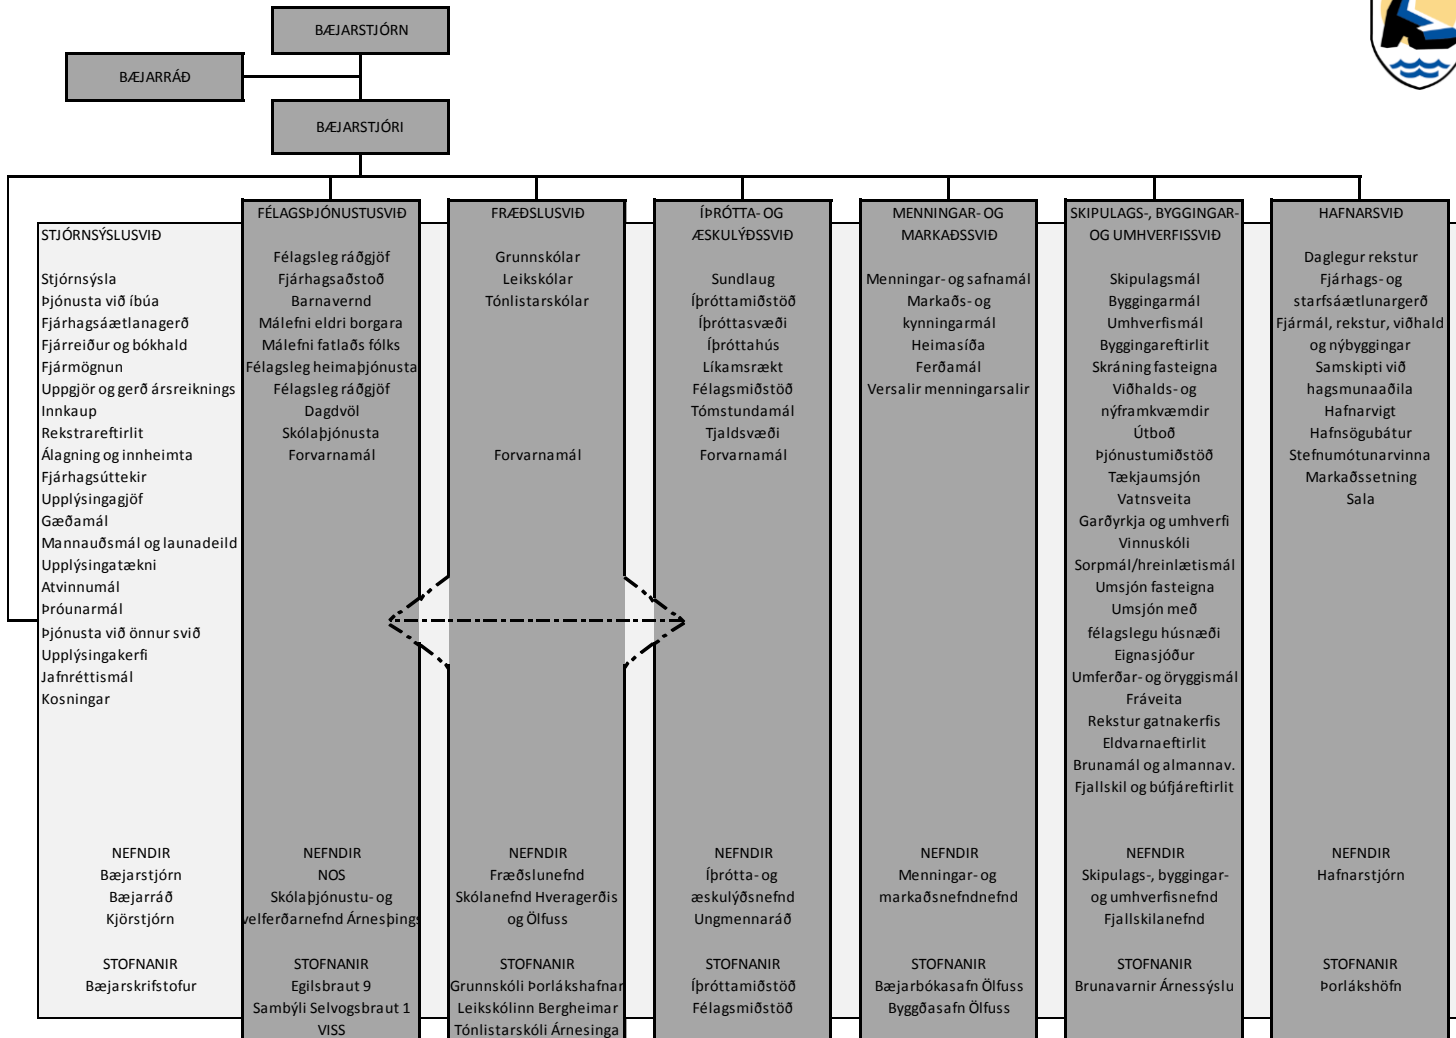 BÆJARSTJÓRN
BÆJARRÁÐ
BÆJARSTJÓRI
STJÓRNSÝSLUSVIÐ
Stjórnsýsla
Þjónusta við íbúa
Fjárhagsáætlanagerð
Fjárreiður og bókhald
Fjármögnun
Uppgjör og gerð ársreiknings
Innkaup
Rekstrareftirlit
Álagning og innheimta
Fjárhagsúttekir
Upplýsingagjöf
Gæðamál
Mannauðsmál og launadeild
Upplýsingatækni
Atvinnumál
Þróunarmál
Þjónusta við önnur svið
Upplýsingakerfi
Jafnréttismál
Kosningar
NEFNDIR
Bæjarstjórn
Bæjarráð
Kjörstjórn
STOFNANIR
Bæjarskrifstofur
FÉLAGSÞJÓNUSTUSVIÐ
Félagsleg ráðgjöf
Fjárhagsaðstoð
Barnavernd
Málefni eldri borgara
Málefni fatlaðs fólks
Félagsleg heimaþjónusta
Félagsleg ráðgjöf
Dagdvöl
Skólaþjónusta
Forvarnamál
NEFNDIR
NOS
Skólaþjónustu- og
velferðarnefnd Árnesþings
STOFNANIR
Egilsbraut 9
Sambýli Selvogsbraut 1
VISS
FRÆÐSLUSVIÐ
Grunnskólar
Leikskólar
Tónlistarskólar
Forvarnamál
NEFNDIR
Fræðslunefnd
Skólanefnd Hveragerðis
og Ölfuss
STOFNANIR
Grunnskóli Þorlákshafnar
Leikskólinn Bergheimar
Tónlistarskóli Árnesinga
ÍÞRÓTTA- OG
ÆSKULÝÐSSVIÐ
Sundlaug
Íþróttamiðstöð
Íþróttasvæði
Íþróttahús
Líkamsrækt
Félagsmiðstöð
Tómstundamál
Tjaldsvæði
Forvarnamál
NEFNDIR
Íþrótta- og
æskulýðsnefnd
Ungmennaráð
STOFNANIR
Íþróttamiðstöð
Félagsmiðstöð
MENNINGAR- OG
MARKAÐSSVIÐ
Menningar- og safnamál
Markaðs- og
kynningarmál
Heimasíða
Ferðamál
Versalir menningarsalir
NEFNDIR
Menningar- og
markaðsnefndnefnd
STOFNANIR
Bæjarbókasafn Ölfuss
Byggðasafn Ölfuss
SKIPULAGS-, BYGGINGAR-
OG UMHVERFISSVIÐ
Skipulagsmál
Byggingarmál
Umhverfismál
Byggingareftirlit
Skráning fasteigna
Viðhalds- og
nýframkvæmdir
Útboð
Þjónustumiðstöð
Tækjaumsjón
Vatnsveita
Garðyrkja og umhverfi
Vinnuskóli
Sorpmál/hreinlætismál
Umsjón fasteigna
Umsjón með
félagslegu húsnæði
Eignasjóður
Umferðar- og öryggismál
Fráveita
Rekstur gatnakerfis
Eldvarnaeftirlit
Brunamál og almannav.
Fjallskil og búfjáreftirlit
NEFNDIR
Skipulags-, byggingar-
og umhverfisnefnd
Fjallskilanefnd
STOFNANIR
Brunavarnir Árnessýslu
HAFNARSVIÐ
Daglegur rekstur
Fjárhags- og
starfsáætlunargerð
Fjármál, rekstur, viðhald
og nýbyggingar
Samskipti við
hagsmunaaðila
Hafnarvigt
Hafnsögubátur
Stefnumótunarvinna
Markaðssetning
Sala
NEFNDIR
Hafnarstjórn
STOFNANIR
Þorlákshöfn